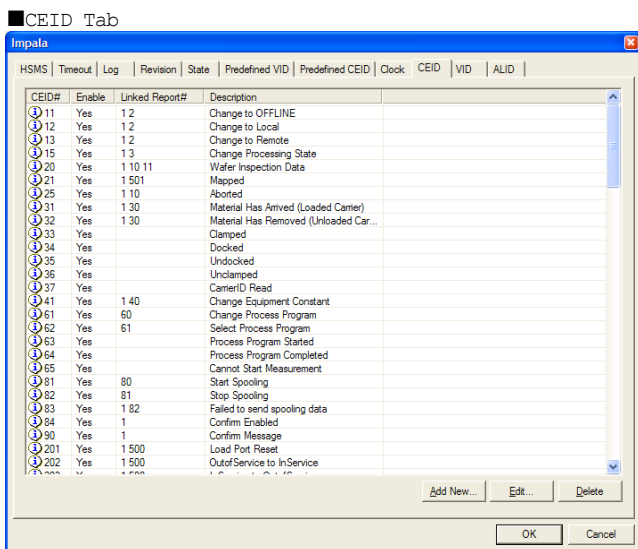 ■CEID Tab
Impala
HSMS Timeout Log Revision State Predefined VID Predefined CEID Clock CEID VID ALID
CEID# Enable Linked Report# Description
11 Yes 1 2 Change to OFFLINE
12 Yes 1 2 Change to Local
13 Yes 1 2 Change to Remote
15 Yes 1 3 Change Processing State
20 Yes 1 10 11 Wafer Inspection Data
21 Yes 1 501 Mapped
25 Yes 1 10 Aborted
31 Yes 1 30 Material Has Arrived (Loaded Carrier)
32 Yes 1 30 Material Has Removed (Unloaded Car...
33 Yes Clamped
34 Yes Docked
35 Yes Undocked
36 Yes Unclamped
37 Yes CarrierID Read
41 Yes 1 40 Change Equipment Constant
61 Yes 60 Change Process Program
62 Yes 61 Select Process Program
63 Yes Process Program Started
64 Yes Process Program Completed
65 Yes Cannot Start Measurement
81 Yes 80 Start Spooling
82 Yes 81 Stop Spooling
83 Yes 1 82 Failed to send spooling data
84 Yes 1 Confirm Enabled
90 Yes 1 Confirm Message
201 Yes 1 500 Load Port Reset
202 Yes 1 500 OutofService to InService
Add New... Edit... Delete
OK Cancel